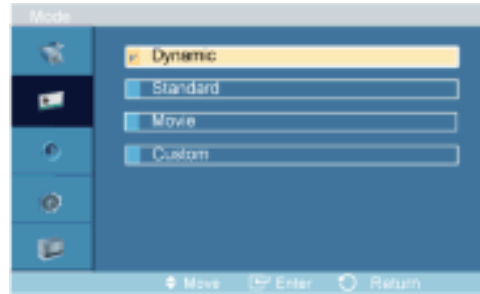 Mode
Dynamic
Standard
Movie
Custom
Move Enter Return